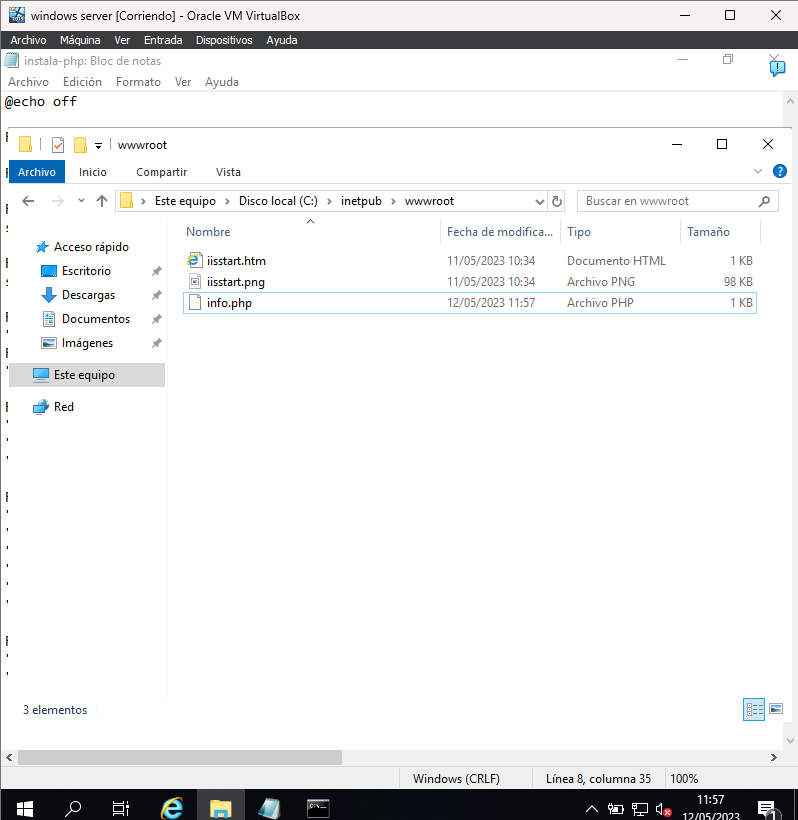 windows server [Corriendo] - Oracle VM VirtualBox
Archivo Máquina Ver Entrada Dispositivos Ayuda
instala-php: Bloc de notas
Archivo Edición Formato Ver Ayuda
@echo off
wwwroot
Archivo Inicio Compartir Vista
Este equipo Disco local (C:) inetpub wwwroot Buscar en wwwroot
Nombre Fecha de modifica... Tipo Tamaño
Acceso rápido
Escritorio
Descargas
Documentos
Imágenes
Este equipo
Red
iisstart.htm 11/05/2023 10:34 Documento HTML 1 KB
iisstart.png 11/05/2023 10:34 Archivo PNG 98 KB
info.php 12/05/2023 11:57 Archivo PHP 1 KB
3 elementos
Windows (CRLF) Línea 8, columna 35 100%
11:57
12/05/2023
1